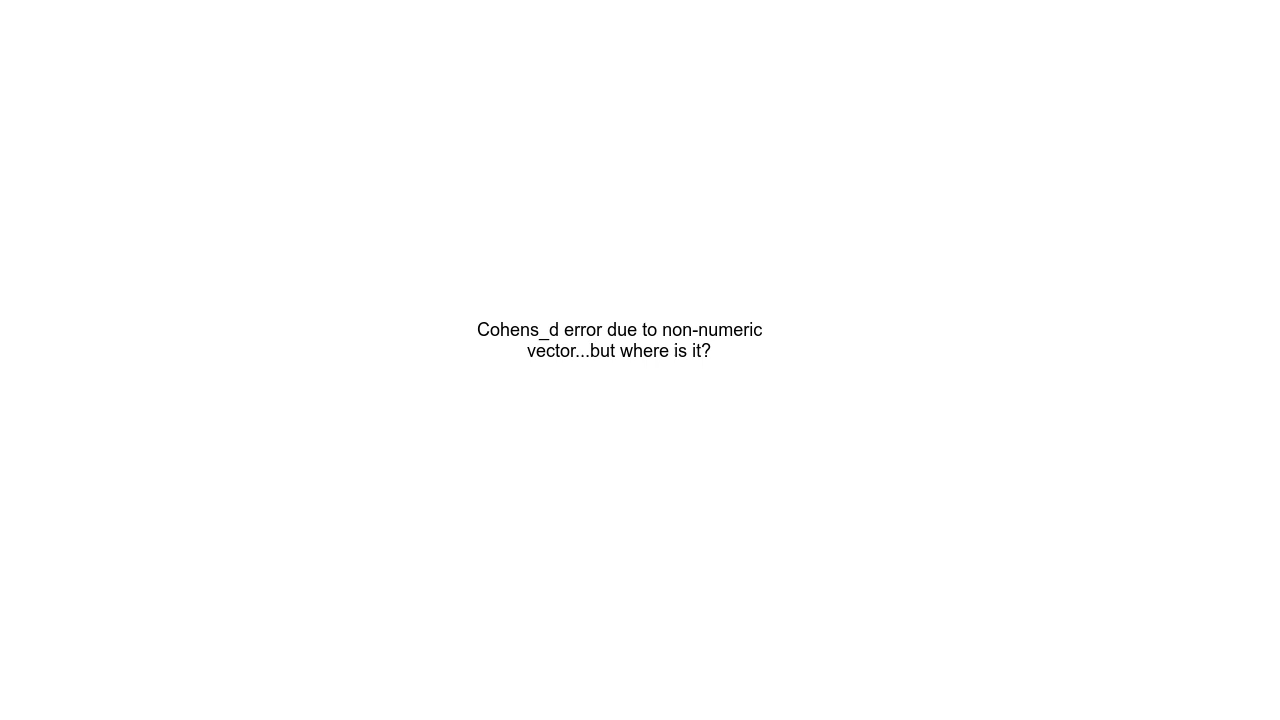 Cohens_d error due to non-numeric
vector...but where is it?